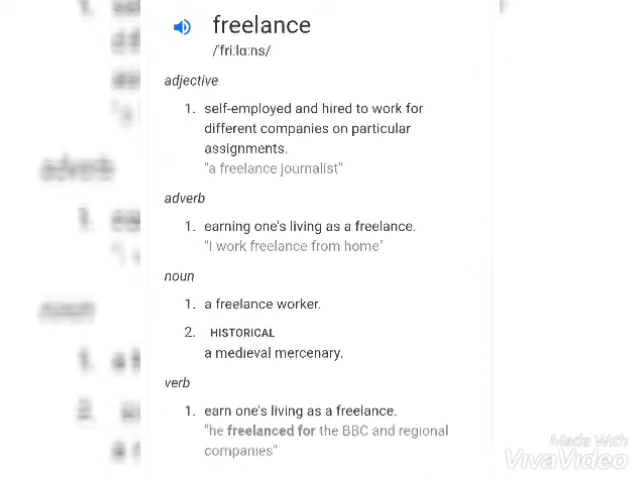 freelance
/ˈfriːlɑːns/
adjective
1. self-employed and hired to work for
different companies on particular
assignments.
"a freelance journalist"
adverb
1. earning one's living as a freelance.
"I work freelance from home"
noun
1. a freelance worker.
2. HISTORICAL
a medieval mercenary.
verb
1. earn one's living as a freelance.
"he freelanced for the BBC and regional
companies"
Made With
VivaVideo